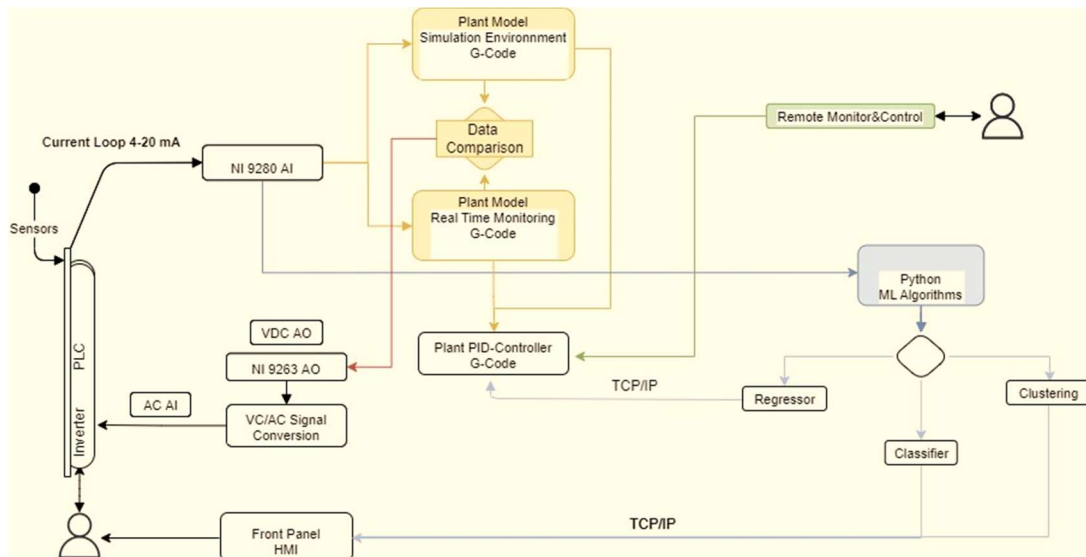 Plant Model
Simulation Environnment
G-Code
Remote Monitor&Control
Data
Comparison
Current Loop 4-20 mA
NI 9280 AI
Plant Model
Real Time Monitoring
G-Code
Sensors
Python
ML Algorithms
VDC AO
Plant PID-Controller
G-Code
NI 9263 AO
PLC
TCP/IP
Regressor
Clustering
AC AI
VC/AC Signal
Conversion
Inverter
Classifier
TCP/IP
Front Panel
HMI